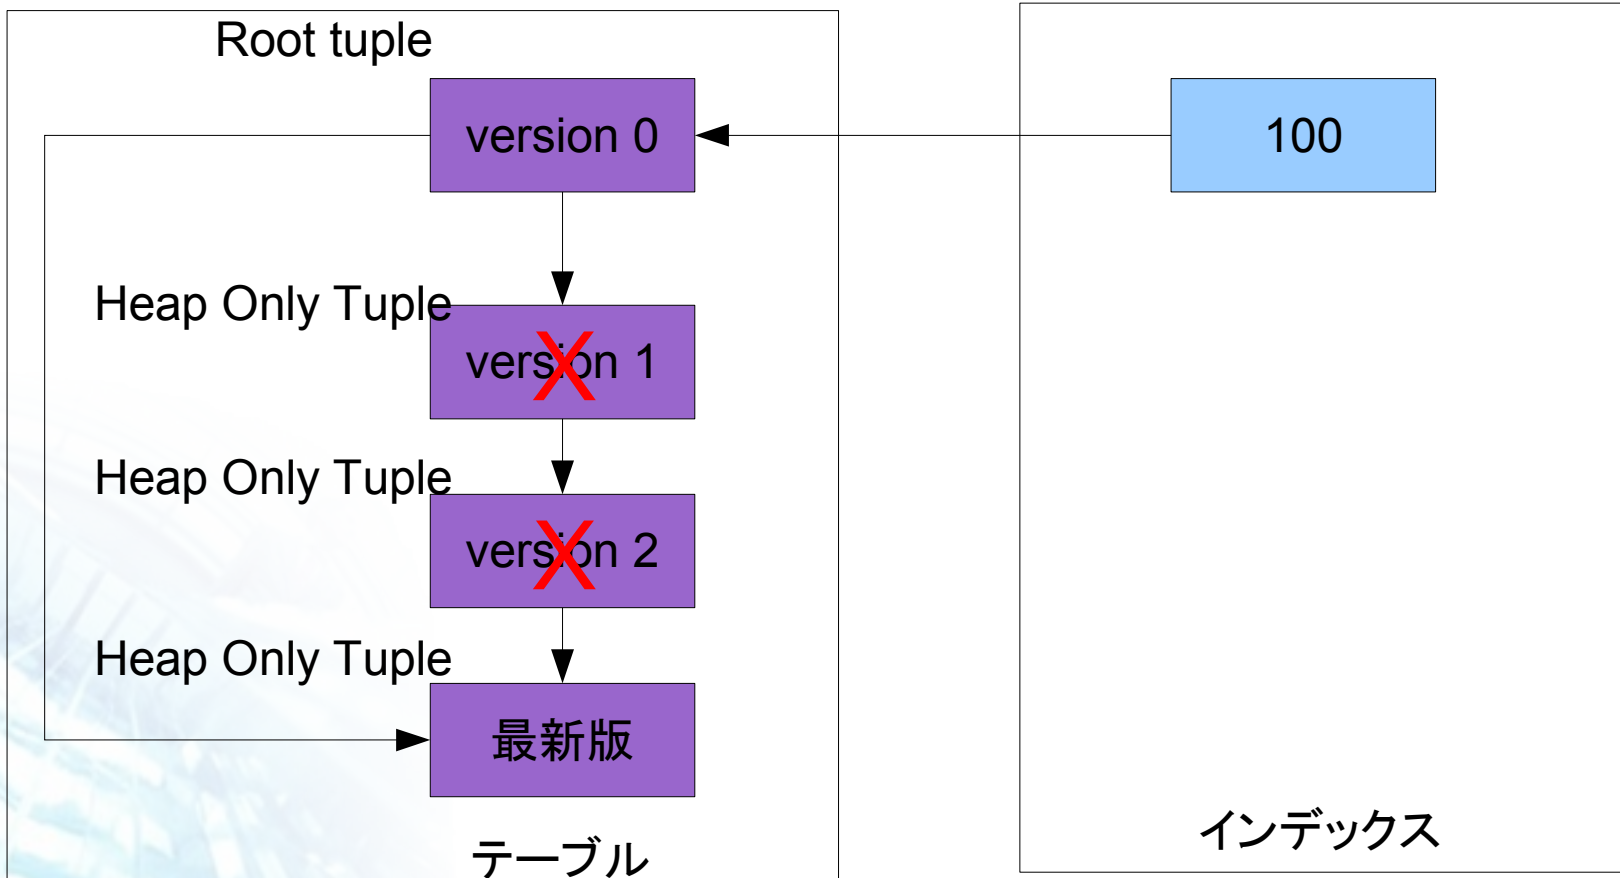 Root tuple
version 0
100
Heap Only Tuple
version 1
X
Heap Only Tuple
version 2
X
Heap Only Tuple
最新版
テーブル
インデックス